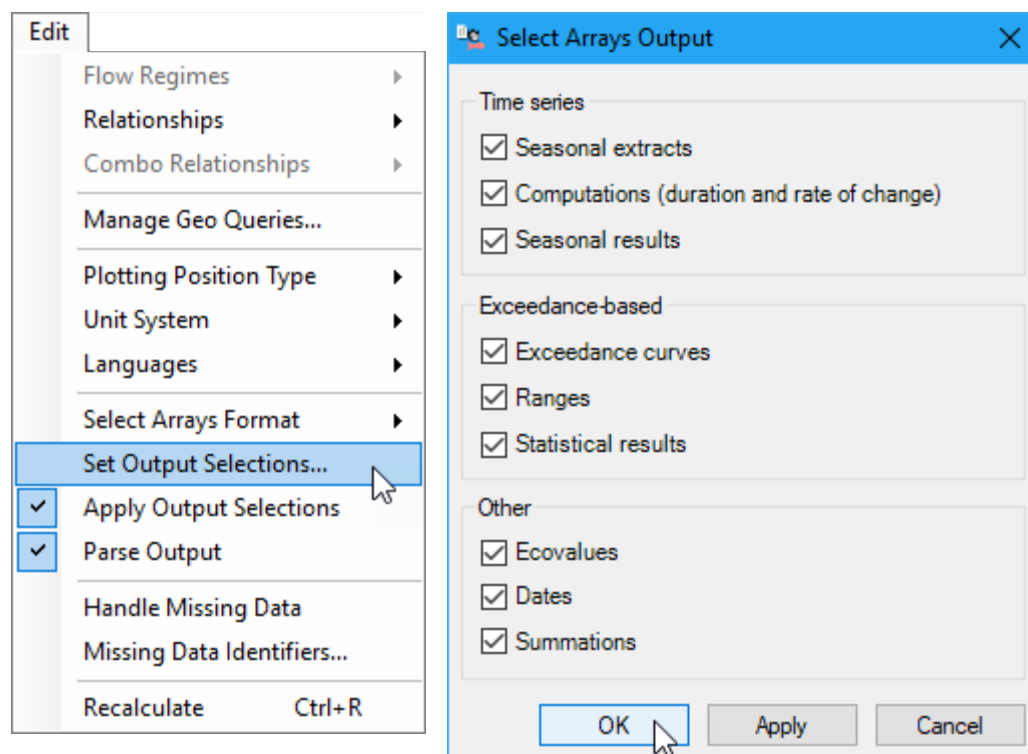 Edit
Flow Regimes
Relationships
Combo Relationships
Manage Geo Queries...
Plotting Position Type
Unit System
Languages
Select Arrays Format
Set Output Selections...
Apply Output Selections
Parse Output
Handle Missing Data
Missing Data Identifiers...
Recalculate Ctrl+R
Select Arrays Output
Time series
Seasonal extracts
Computations (duration and rate of change)
Seasonal results
Exceedance-based
Exceedance curves
Ranges
Statistical results
Other
Ecovalues
Dates
Summations
OK Apply Cancel